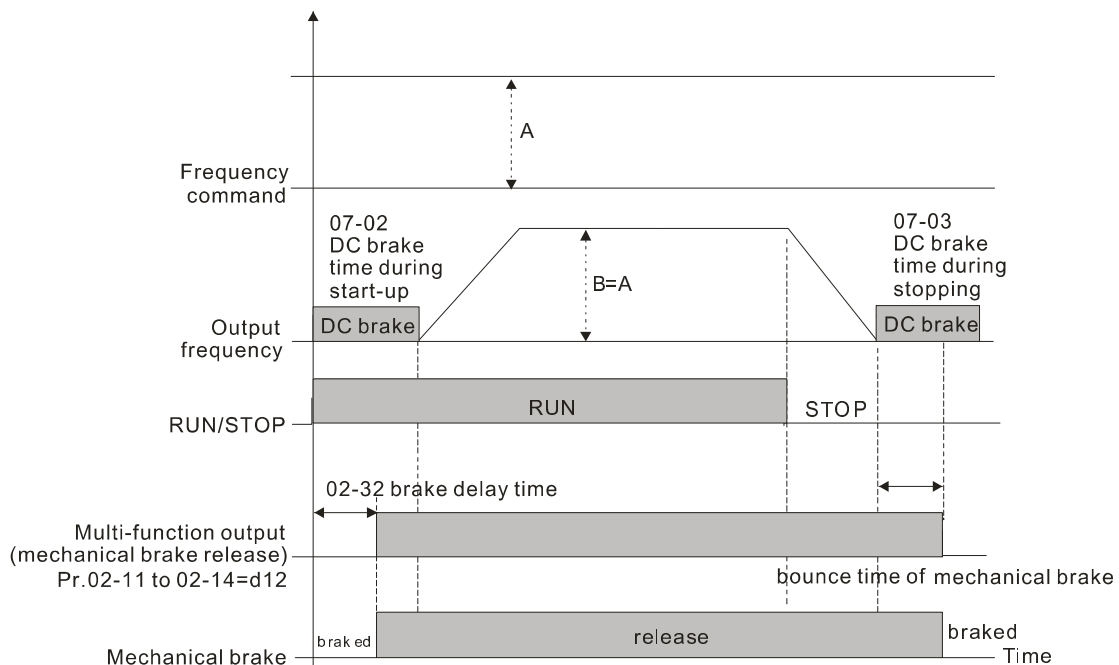 A
Frequency
command
07-02
DC brake
time during
start-up
07-03
DC brake
time during
stopping
B=A
DC brake
DC brake
Output
frequency
RUN
STOP
RUN/STOP
02-32 brake delay time
Multi-function output
(mechanical brake release)
Pr.02-11 to 02-14=d12
bounce time of mechanical brake
braked
release
braked
Mechanical brake
Time